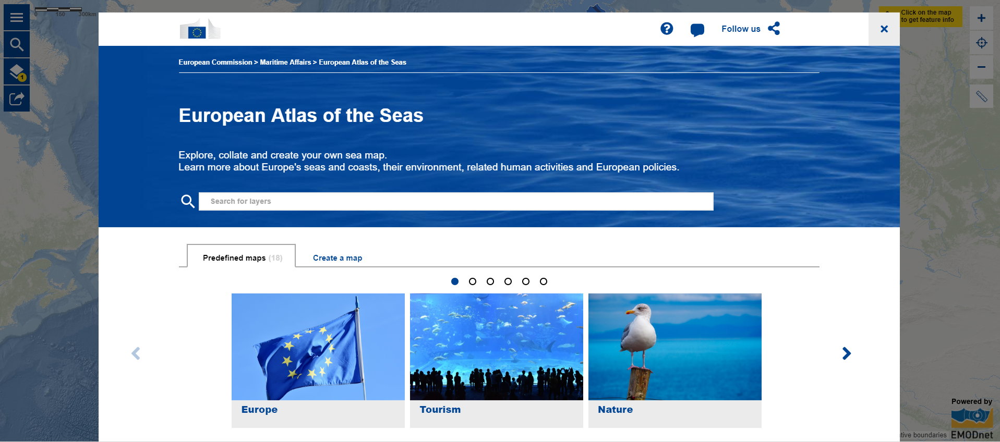 0 150 300km
Click on the map
to get feature info
1
Follow us
European Commission > Maritime Affairs > European Atlas of the Seas
European Atlas of the Seas
Explore, collate and create your own sea map.
Learn more about Europe's seas and coasts, their environment, related human activities and European policies.
Search for layers
Predefined maps (18)
Create a map
Europe
Tourism
Nature
Powered by
EMODnet
boundaries